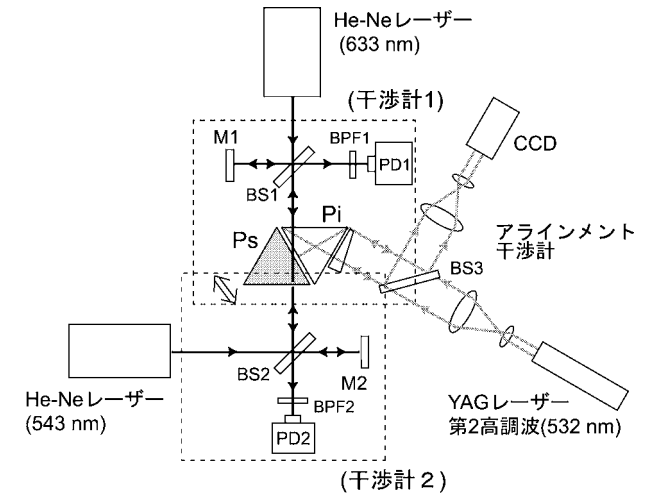 He-Neレーザー
(633 nm)
(干渉計1)
M1
BPF1
PD1
BS1
CCD
Ps
Pi
アラインメント
干渉計
BS3
BS2
M2
He-Neレーザー
(543 nm)
BPF2
PD2
YAGレーザー
第2高調波(532 nm)
(干渉計２)